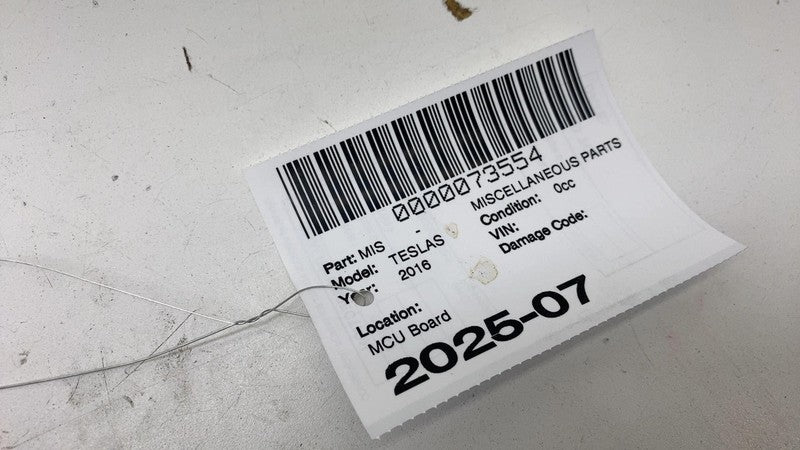 0000073554
Part: MIS - MISCELLANEOUS PARTS
Model: TESLAS Condition: 0cc
Year: 2016 VIN:
Damage Code:
Location:
MCU Board
2025-07